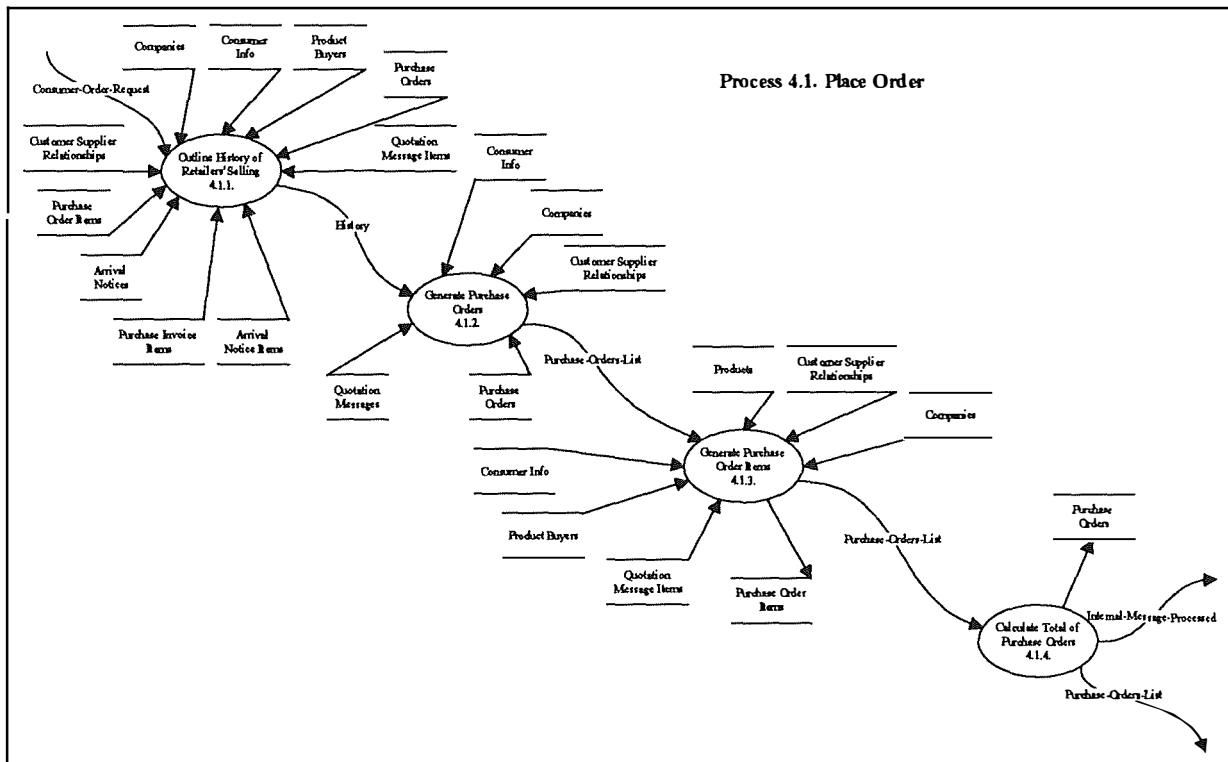 Process 4.1. Place Order
Companies
Consumer
Info
Product
Buyers
Purchase
Orders
Consumer-Order-Request
Customer Supplier
Relationships
Outline History of
Retailers' Selling
4.1.1.
Quotation
Message Items
Purchase
Order Items
History
Arrival
Notices
Purchase Invoice
Items
Arrival
Notice Items
Consumer
Info
Companies
Customer Supplier
Relationships
Generate Purchase
Orders
4.1.2.
Purchase-Orders-List
Quotation
Messages
Purchase
Orders
Products
Customer Supplier
Relationships
Companies
Generate Purchase
Order Items
4.1.3.
Consumer Info
Product Buyers
Quotation
Message Items
Purchase Order
Items
Purchase-Orders-List
Purchase
Orders
Internal-Message-Processed
Calculate Total of
Purchase Orders
4.1.4.
Purchase-Orders-List